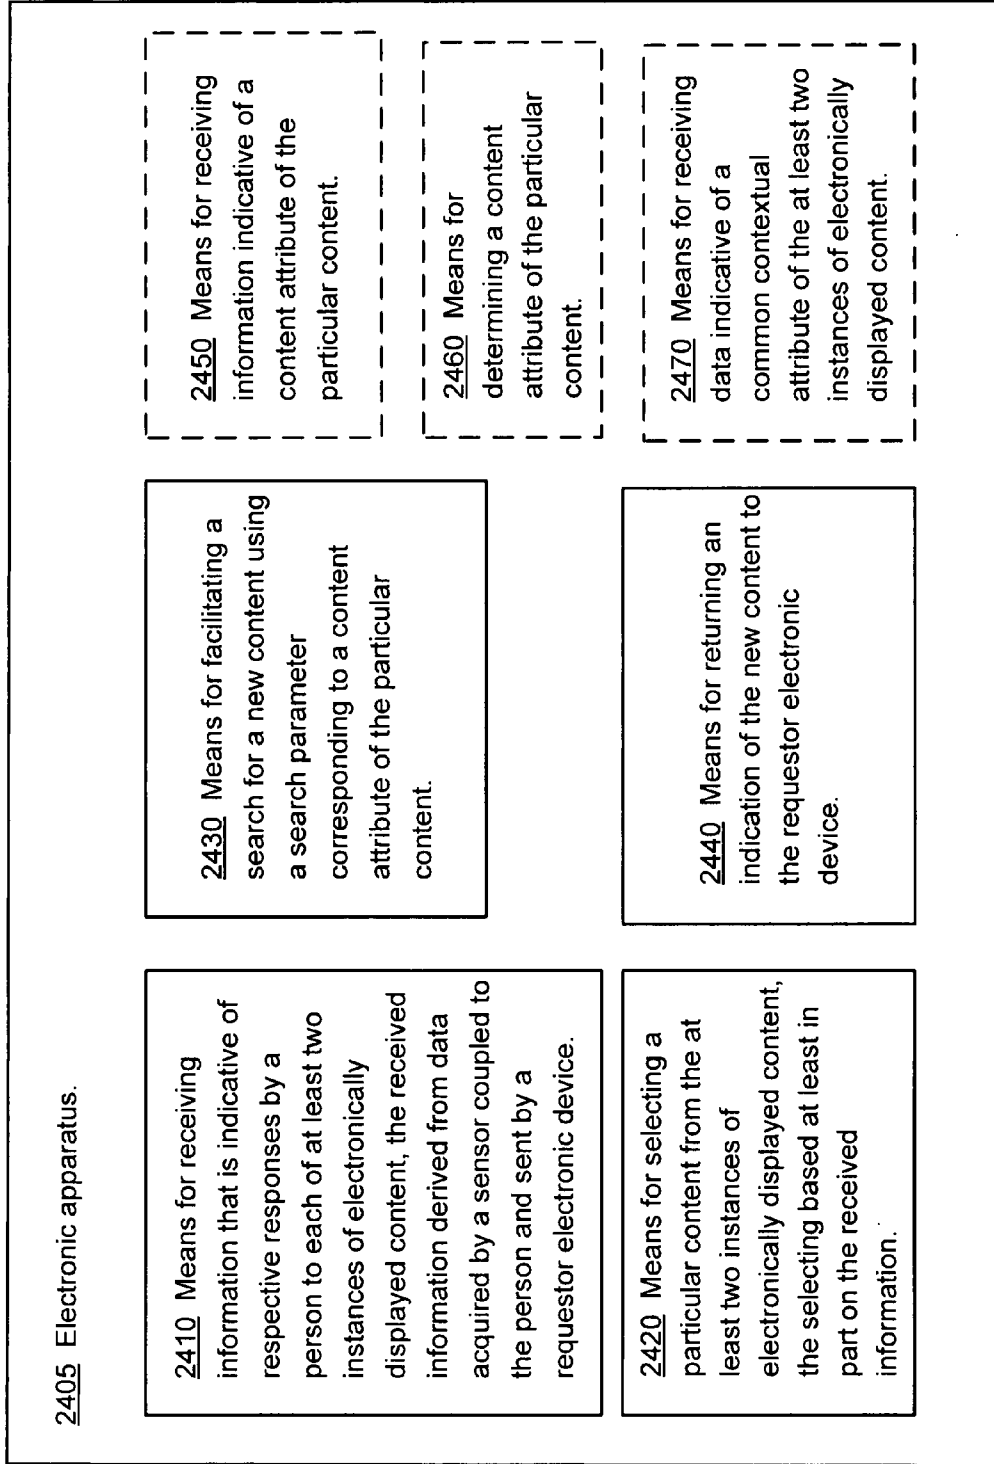 2405 Electronic apparatus.
2410 Means for receiving
information that is indicative of
respective responses by a
person to each of at least two
instances of electronically
displayed content, the received
information derived from data
acquired by a sensor coupled to
the person and sent by a
requestor electronic device.
2420 Means for selecting a
particular content from the at
least two instances of
electronically displayed content,
the selecting based at least in
part on the received
information.
2430 Means for facilitating a
search for a new content using
a search parameter
corresponding to a content
attribute of the particular
content.
2440 Means for returning an
indication of the new content to
the requestor electronic
device.
2450 Means for receiving
information indicative of a
content attribute of the
particular content.
2460 Means for
determining a content
attribute of the particular
content.
2470 Means for receiving
data indicative of a
common contextual
attribute of the at least two
instances of electronically
displayed content.